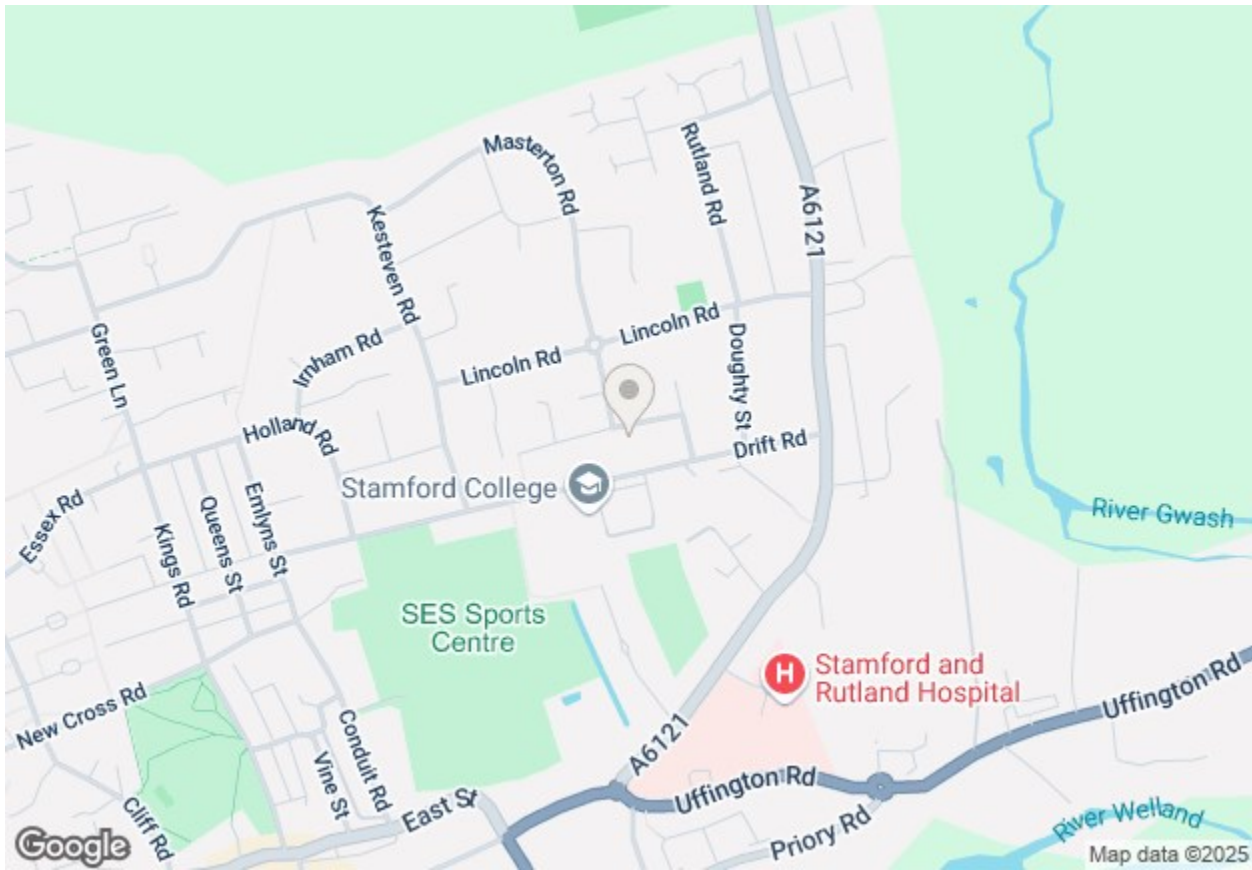 Masterton Rd
Rutland Rd
A6121
Kesteven Rd
Lincoln Rd
Green Ln
Irnham Rd
Lincoln Rd
Doughty St
Holland Rd
Drift Rd
Stamford College
Essex Rd
Queens St
Emlyns St
Kings Rd
River Gwash
SES Sports
Centre
Stamford and
Rutland Hospital
H
New Cross Rd
Uffington Rd
Conduit Rd
Vine St
A6121
Cliff Rd
East St
Uffington Rd
Priory Rd
River Welland
Google
Map data ©2025